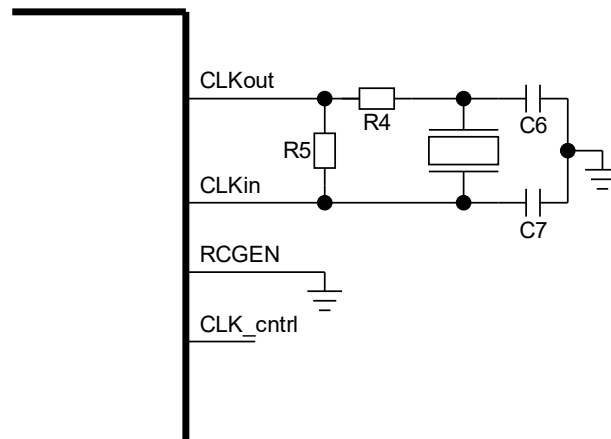 CLKout
R4
C6
R5
CLKin
C7
RCGEN
CLK_cntrl